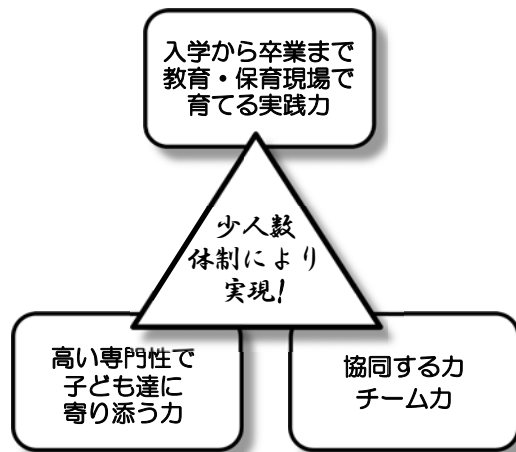 入学から卒業まで
教育・保育現場で
育てる実践力
少人数
体制により
実現!
高い専門性で
子ども達に
寄り添う力
協同する力
チーム力